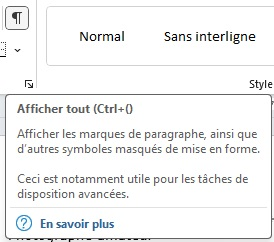 ¶
Normal
Sans interligne
Style
Afficher tout (Ctrl+()
Afficher les marques de paragraphe, ainsi que
d'autres symboles masqués de mise en forme.
Ceci est notamment utile pour les tâches de
disposition avancées.
? En savoir plus